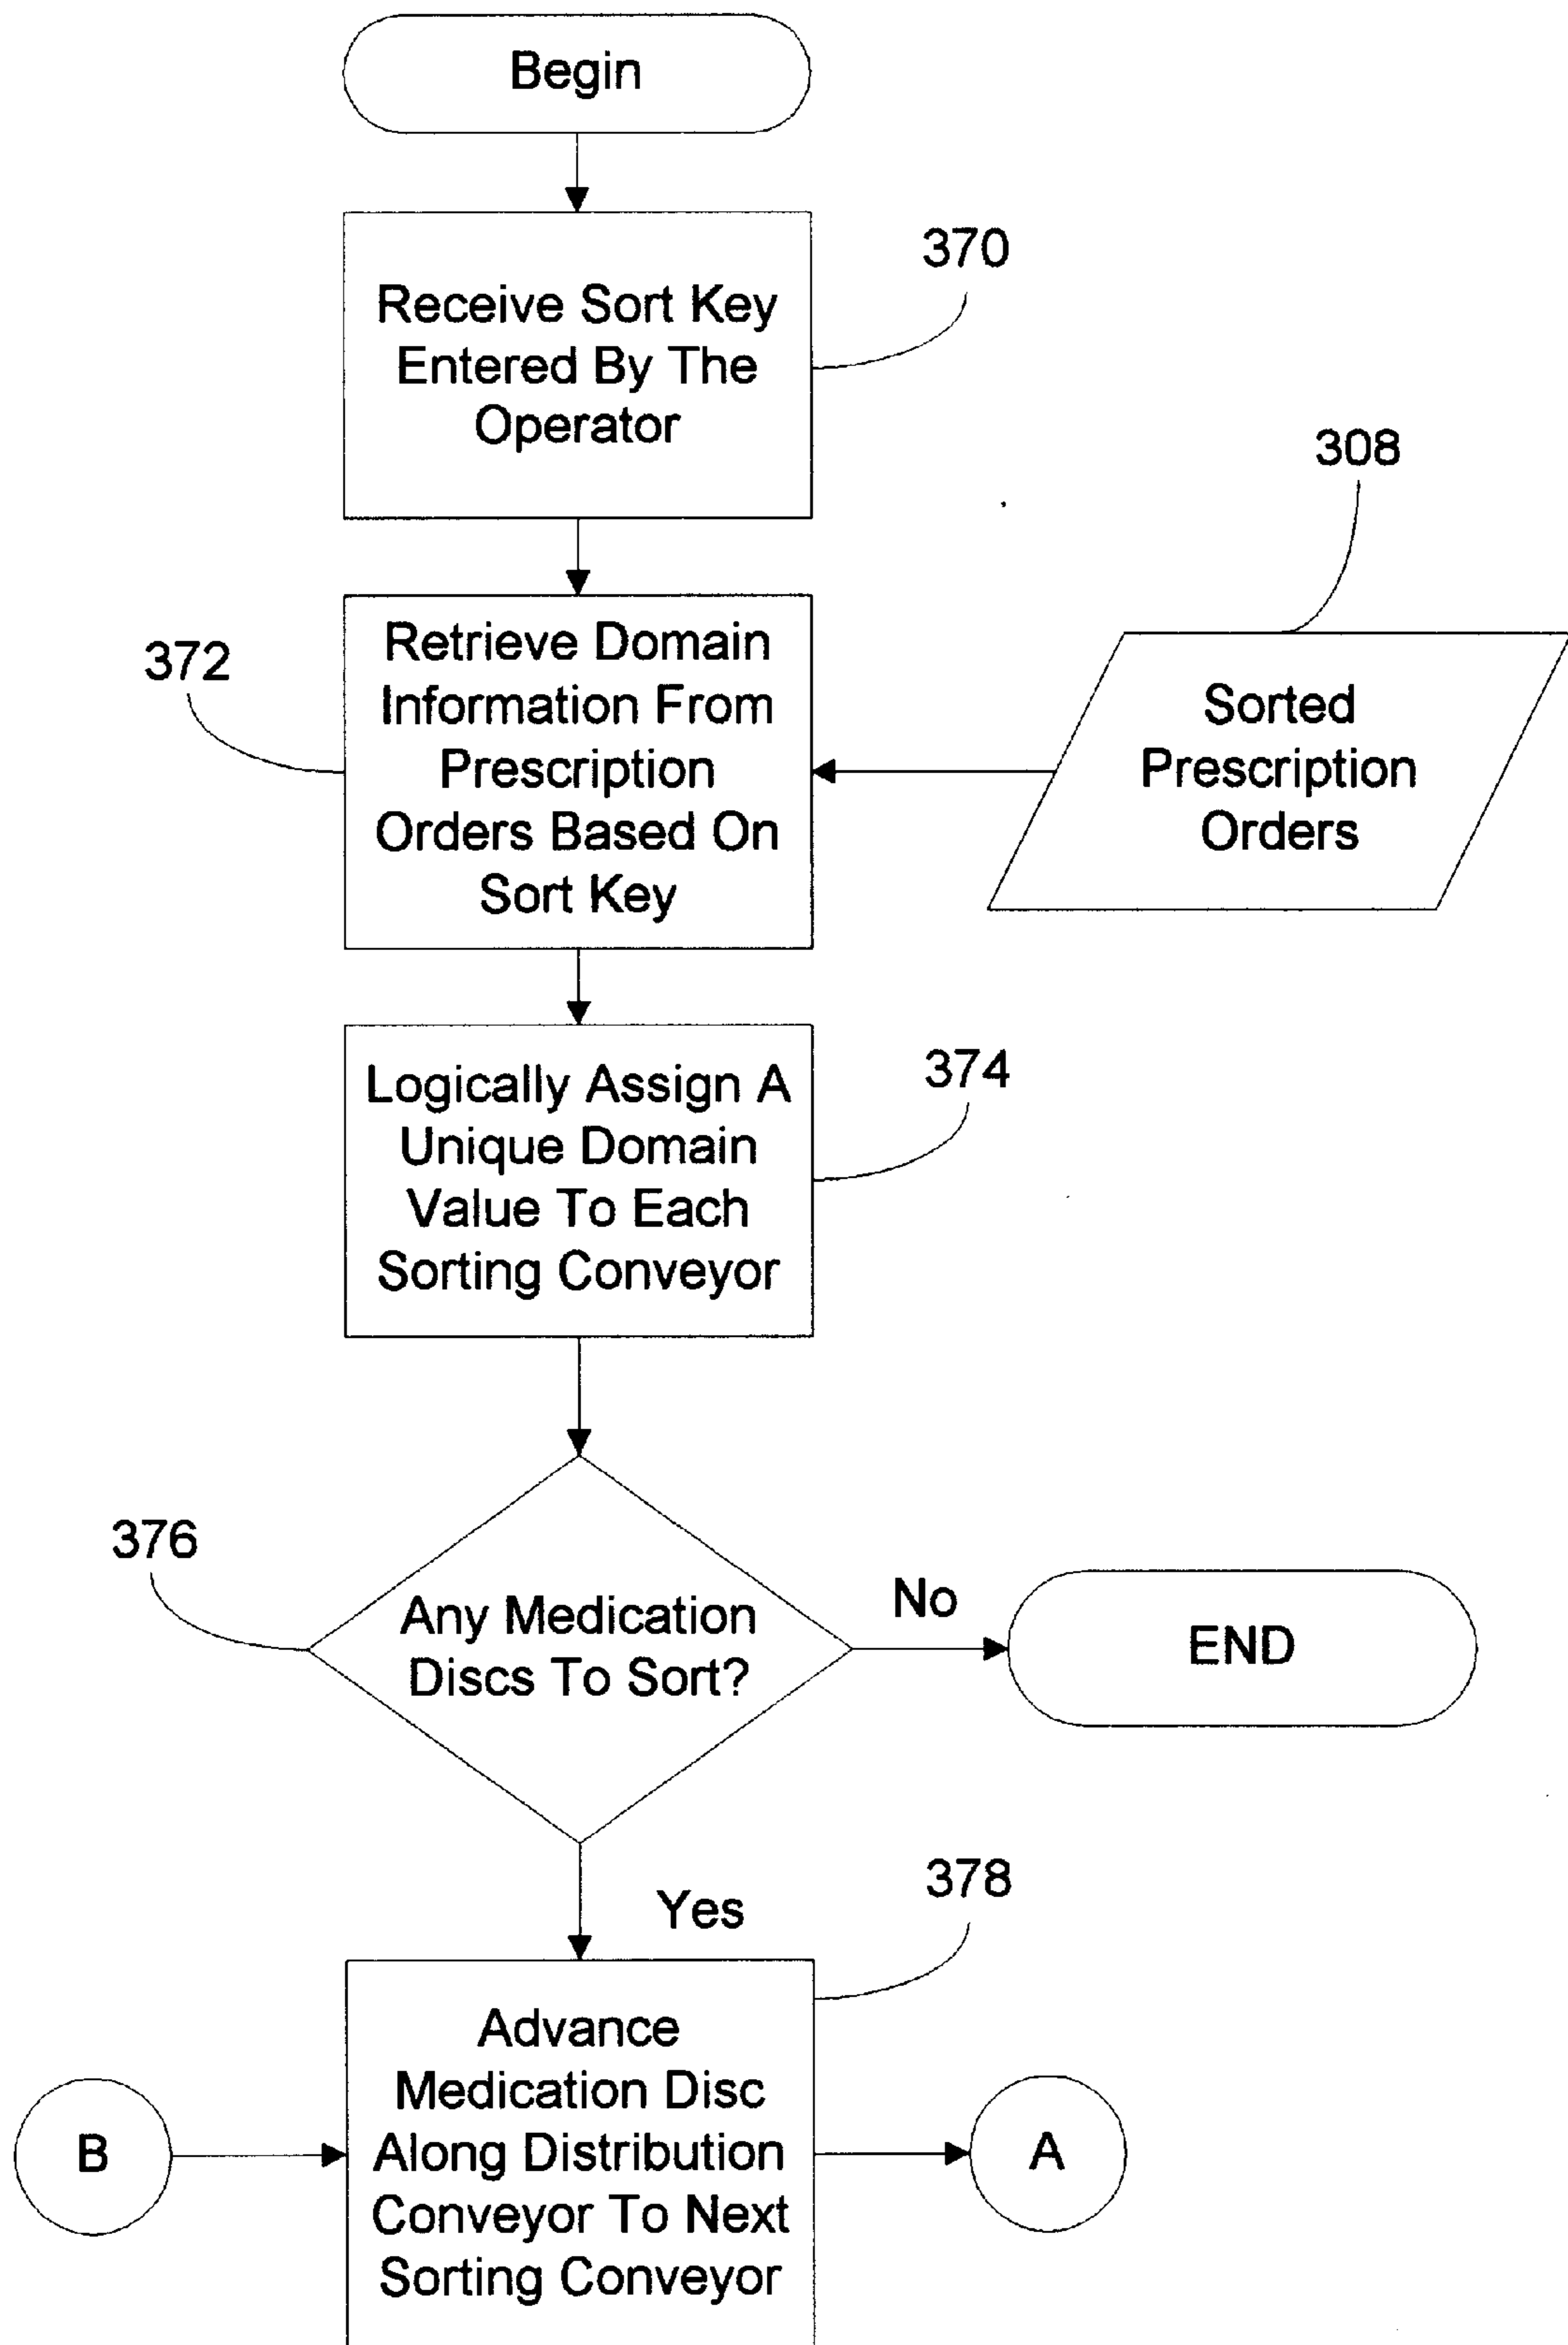 Begin
370
Receive Sort Key
Entered By The
Operator
308
372
Retrieve Domain
Information From
Prescription
Orders Based On
Sort Key
Sorted
Prescription
Orders
374
Logically Assign A
Unique Domain
Value To Each
Sorting Conveyor
376
Any Medication
Discs To Sort?
No
END
Yes
378
Advance
Medication Disc
Along Distribution
Conveyor To Next
Sorting Conveyor
B
A